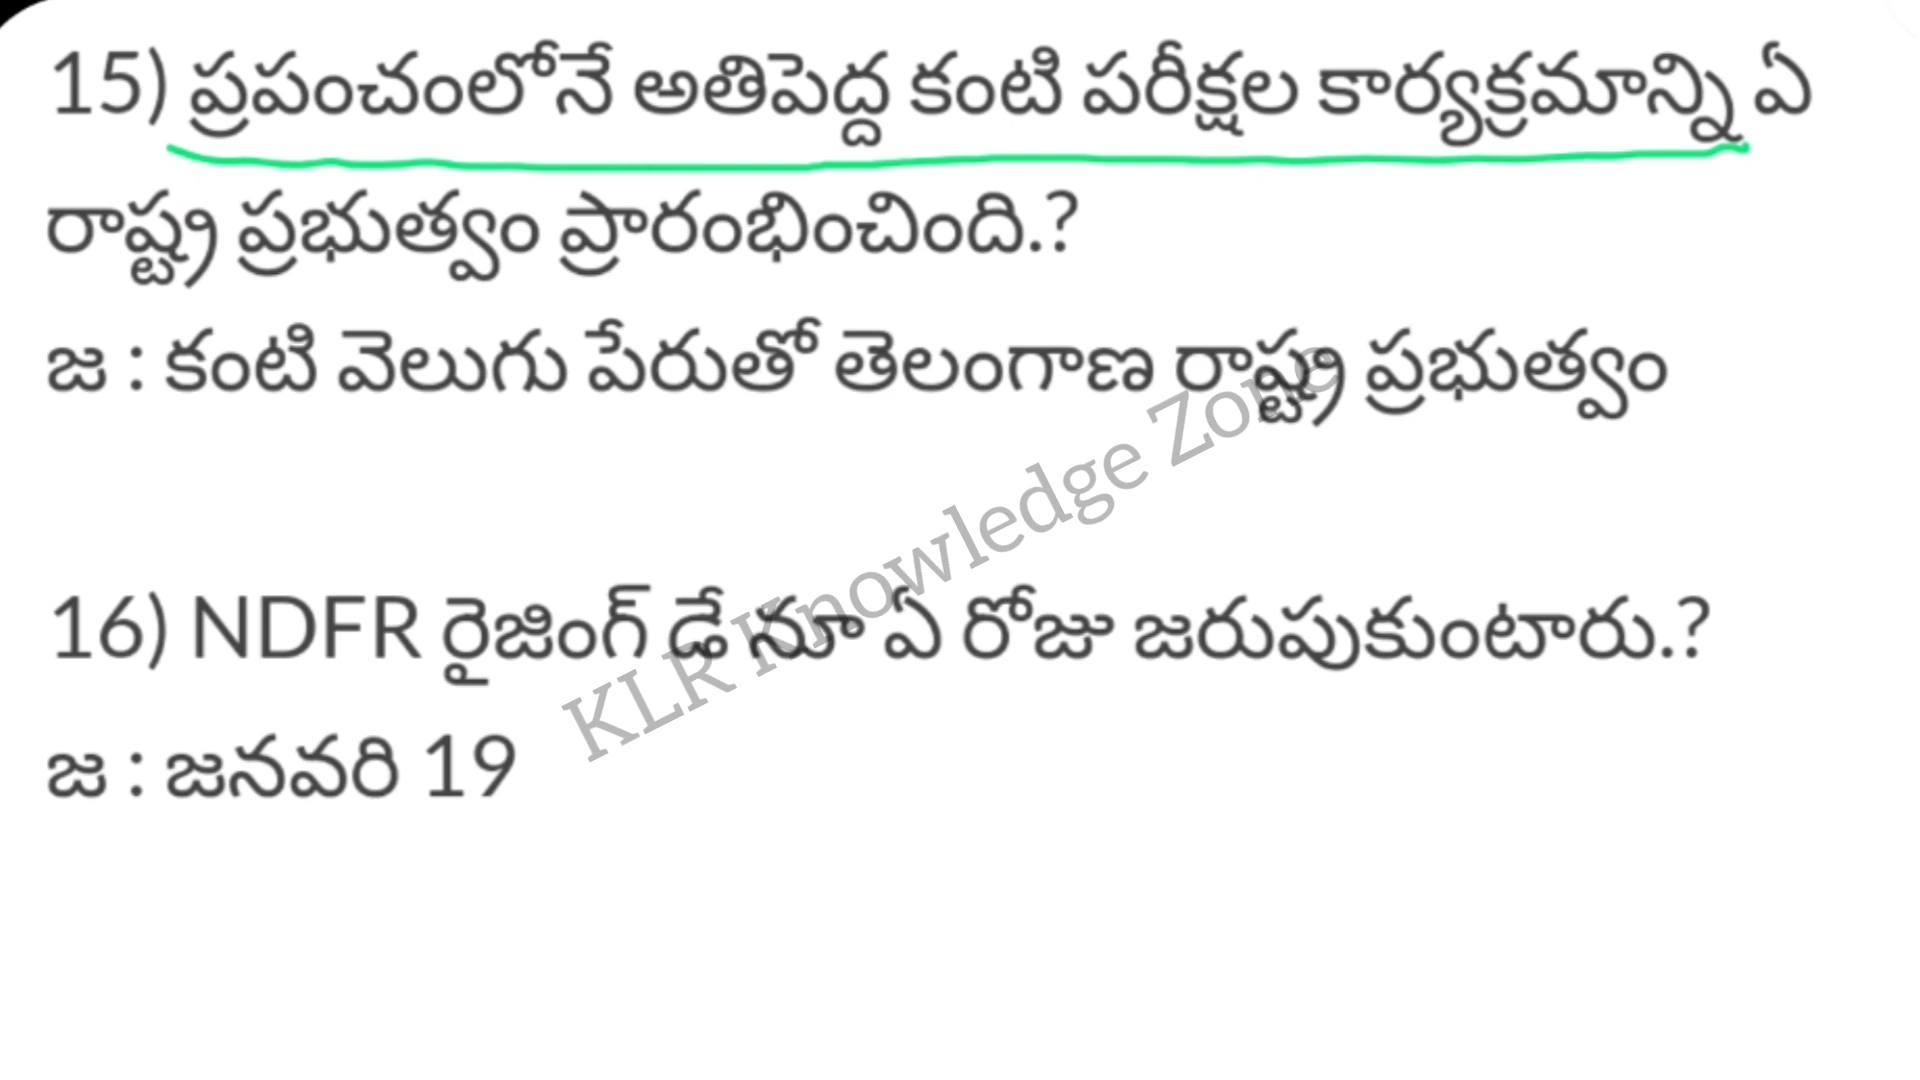 15) ప్రపంచంలోనే అతిపెద్ద కంటి పరీక్షల కార్యక్రమాన్ని ఏ
రాష్ట్ర ప్రభుత్వం ప్రారంభించింది.?
జ : కంటి వెలుగు పేరుతో తెలంగాణ రాష్ట్ర ప్రభుత్వం
KLR Knowledge Zone
16) NDFR రైజింగ్ డే నూ ఏ రోజు జరుపుకుంటారు.?
జ : జనవరి 19